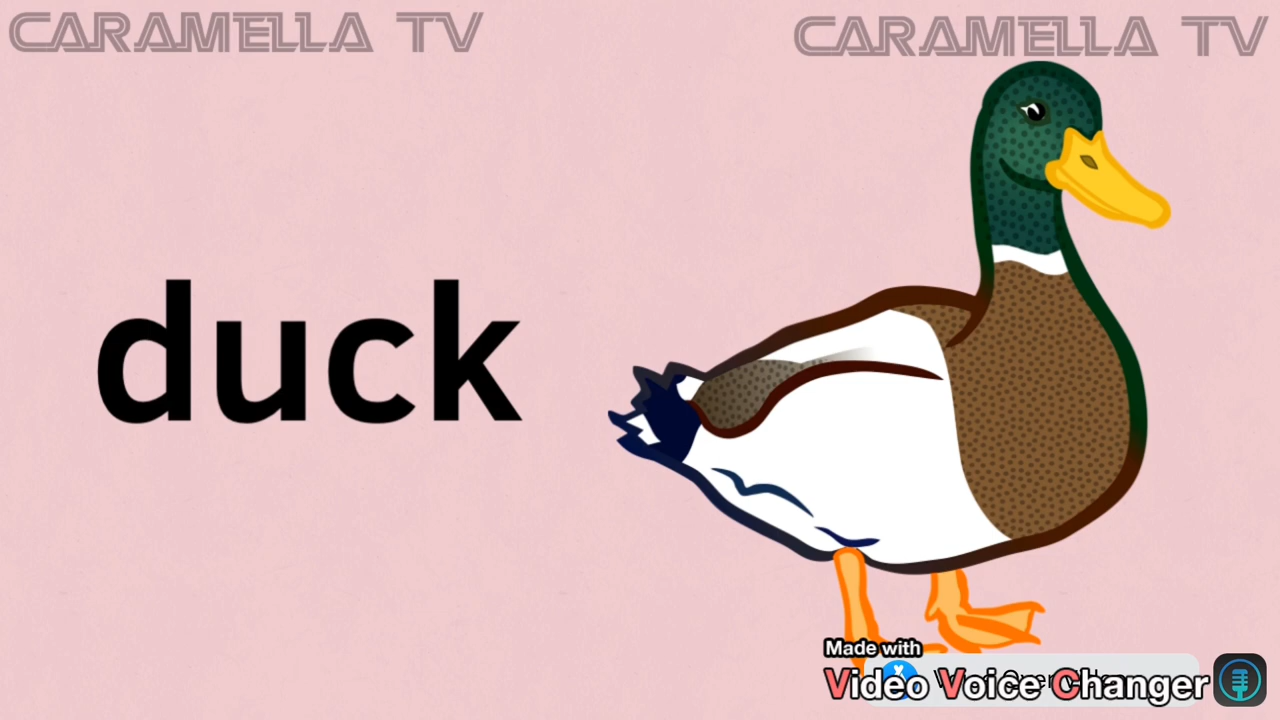 CARAMELLA TV
CARAMELLA TV
duck
Made with
Video Voice Changer